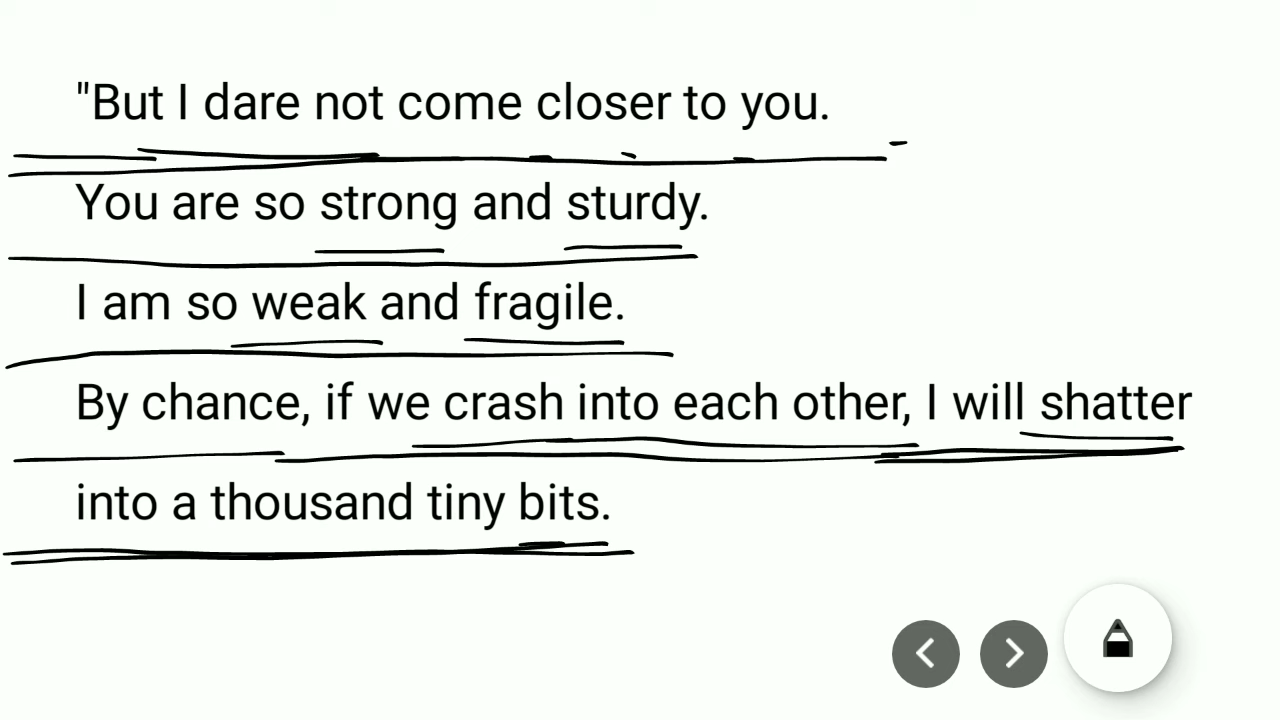 "But I dare not come closer to you.
You are so strong and sturdy.
I am so weak and fragile.
By chance, if we crash into each other, I will shatter
into a thousand tiny bits.